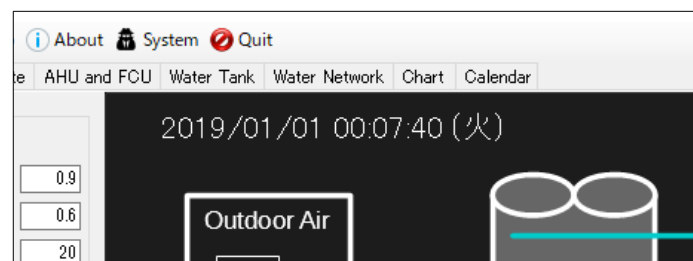 About System Quit
te AHU and FCU Water Tank Water Network Chart Calendar
2019/01/01 00:07:40 (火)
0.9
0.6
Outdoor Air
20